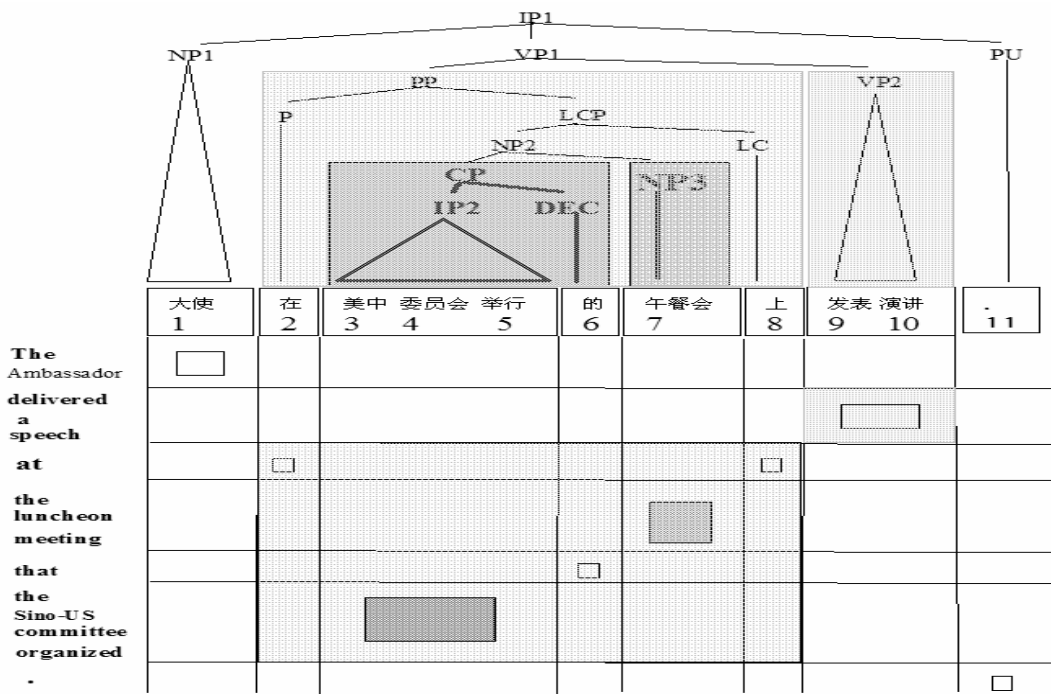 IP1
NP1 VP1 PU
PP VP2
P LCP
NP2 LC
CP NP3
IP2 DEC
大使 在 美中 委员会 举行 的 午餐会 上 发表 演讲 .
1 2 3 4 5 6 7 8 9 10 11
The
Ambassador
delivered
a
speech
at
the
luncheon
meeting
that
the
Sino-US
committee
organized
.